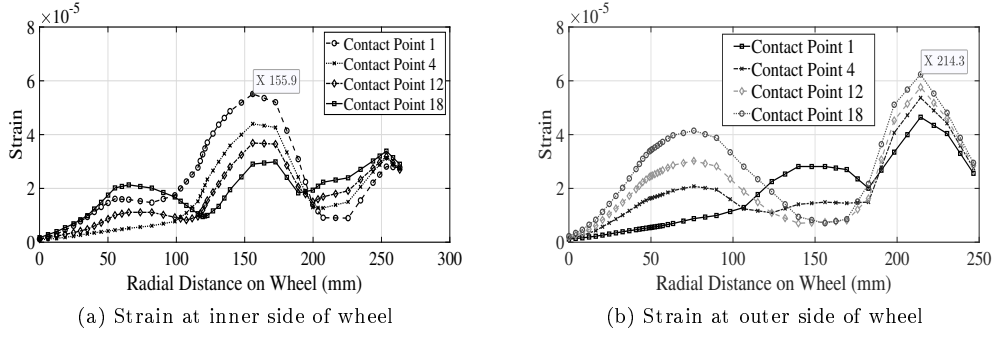 ×10⁻⁵
8
6
4
2
0
Strain
X 155.9
Contact Point 1
Contact Point 4
Contact Point 12
Contact Point 18
0 50 100 150 200 250 300
Radial Distance on Wheel (mm)
(a) Strain at inner side of wheel
×10⁻⁵
8
6
4
2
0
Strain
Contact Point 1
Contact Point 4
Contact Point 12
Contact Point 18
X 214.3
0 50 100 150 200 250
Radial Distance on Wheel (mm)
(b) Strain at outer side of wheel